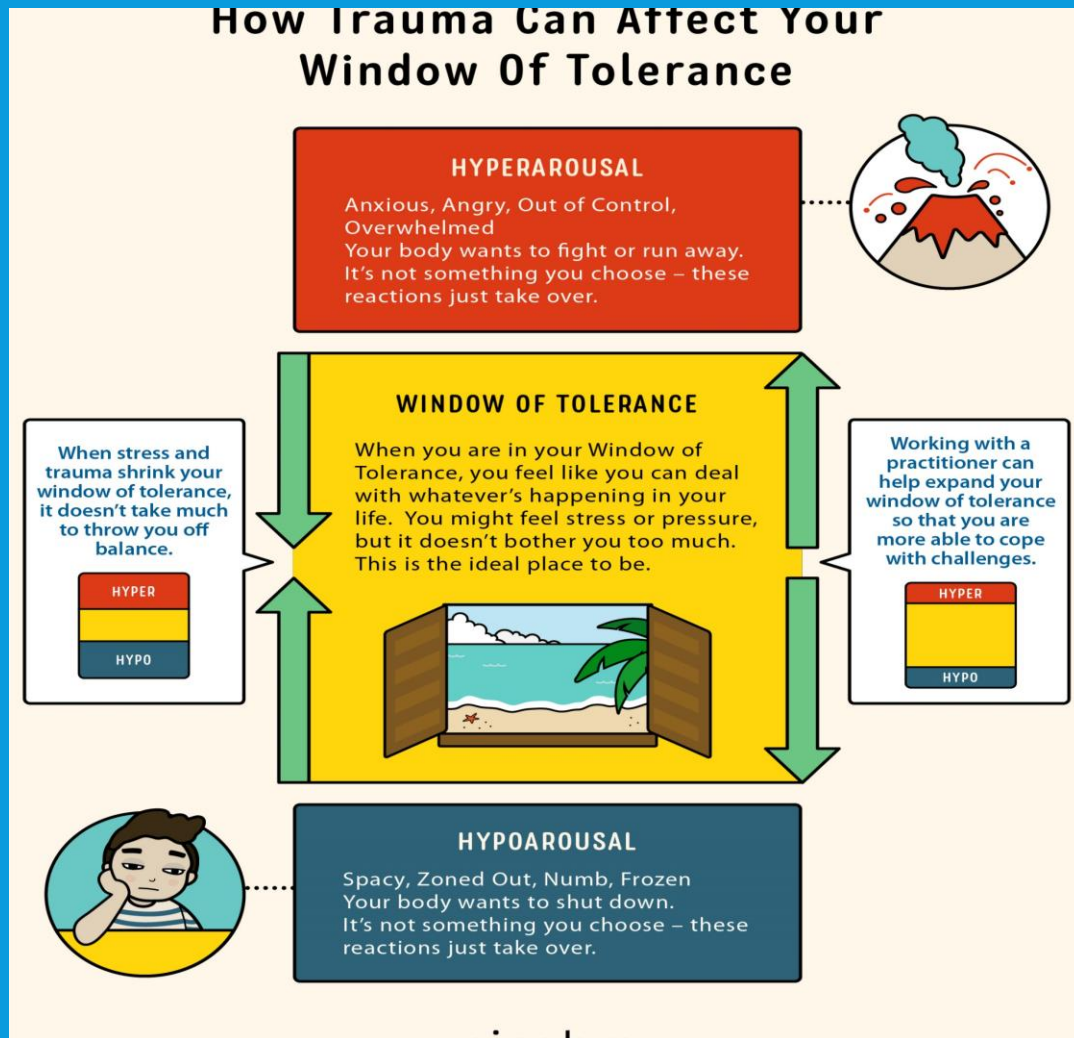 How Trauma Can Affect Your
Window Of Tolerance
HYPERAROUSAL
Anxious, Angry, Out of Control,
Overwhelmed
Your body wants to fight or run away.
It's not something you choose – these
reactions just take over.
When stress and
trauma shrink your
window of tolerance,
it doesn't take much
to throw you off
balance.
HYPER
HYPO
WINDOW OF TOLERANCE
When you are in your Window of
Tolerance, you feel like you can deal
with whatever's happening in your
life. You might feel stress or pressure,
but it doesn't bother you too much.
This is the ideal place to be.
Working with a
practitioner can
help expand your
window of tolerance
so that you are
more able to cope
with challenges.
HYPER
HYPO
HYPOAROUSAL
Spacy, Zoned Out, Numb, Frozen
Your body wants to shut down.
It's not something you choose – these
reactions just take over.